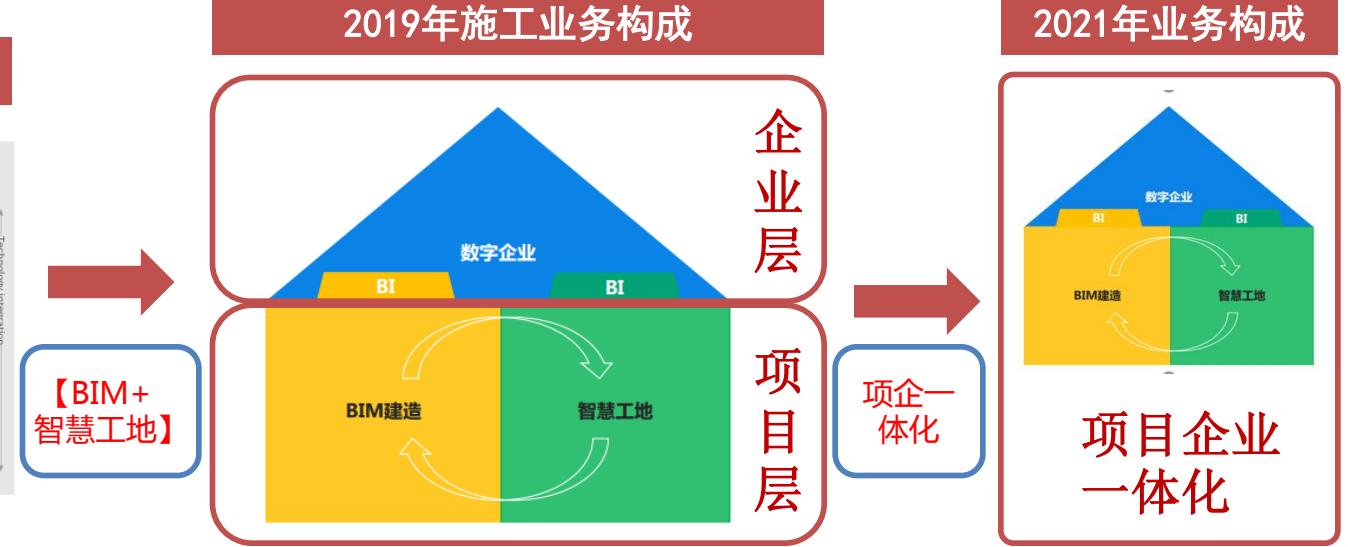 2019年施工业务构成
2021年业务构成
企
业
层
数字企业
BI
BI
【BIM+
智慧工地】
BIM建造
智慧工地
项
目
层
项企一
体化
数字企业
BI
BI
BIM建造
智慧工地
项目企业
一体化
Technology integration